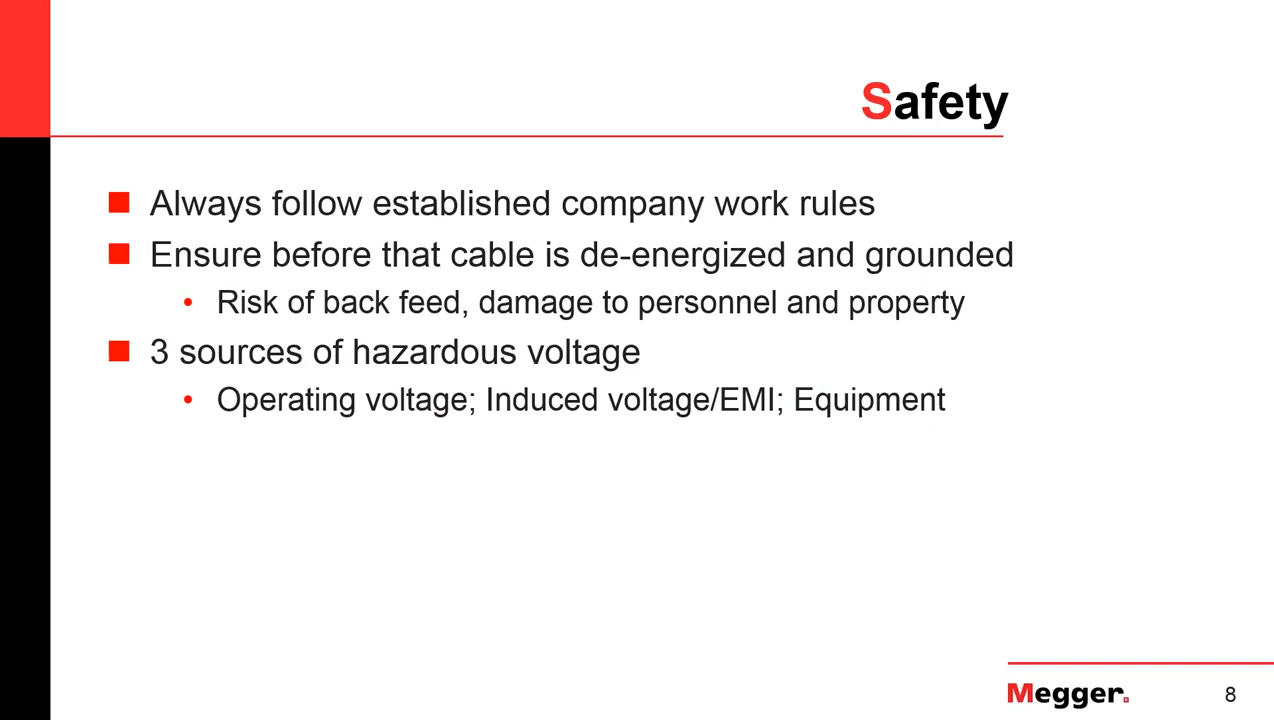 Safety
Always follow established company work rules
Ensure before that cable is de-energized and grounded
Risk of back feed, damage to personnel and property
3 sources of hazardous voltage
Operating voltage; Induced voltage/EMI; Equipment
Megger.
8